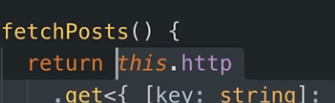 fetchPosts() {
return this.http
.get<{ [key: string]: